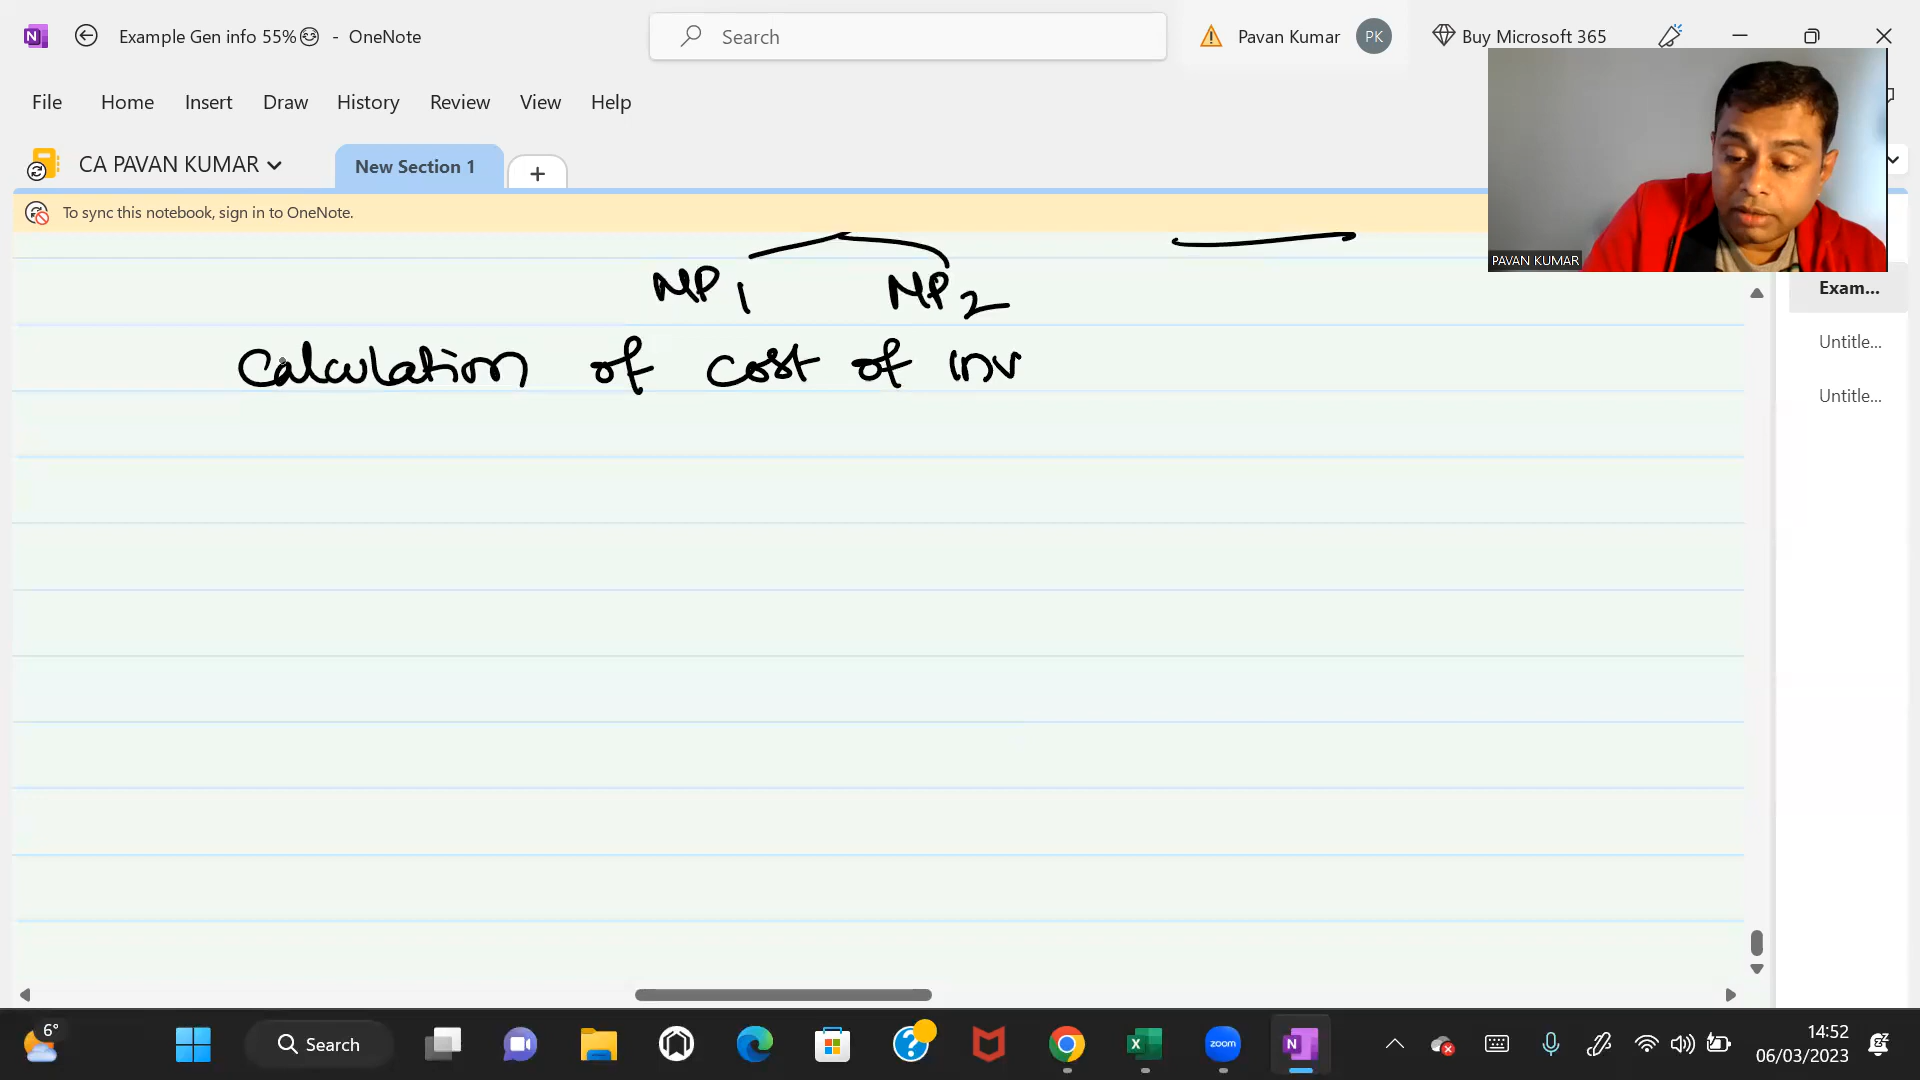 Example Gen info 55%😊 - OneNote
Search
Pavan Kumar PK
Buy Microsoft 365
File Home Insert Draw History Review View Help
CA PAVAN KUMAR
New Section 1
+
To sync this notebook, sign in to OneNote.
PAVAN KUMAR
Exam...
Untitle...
Untitle...
NP 1 NP 2
Calculation of cost of inv
6°
Search
zoom
14:52
06/03/2023